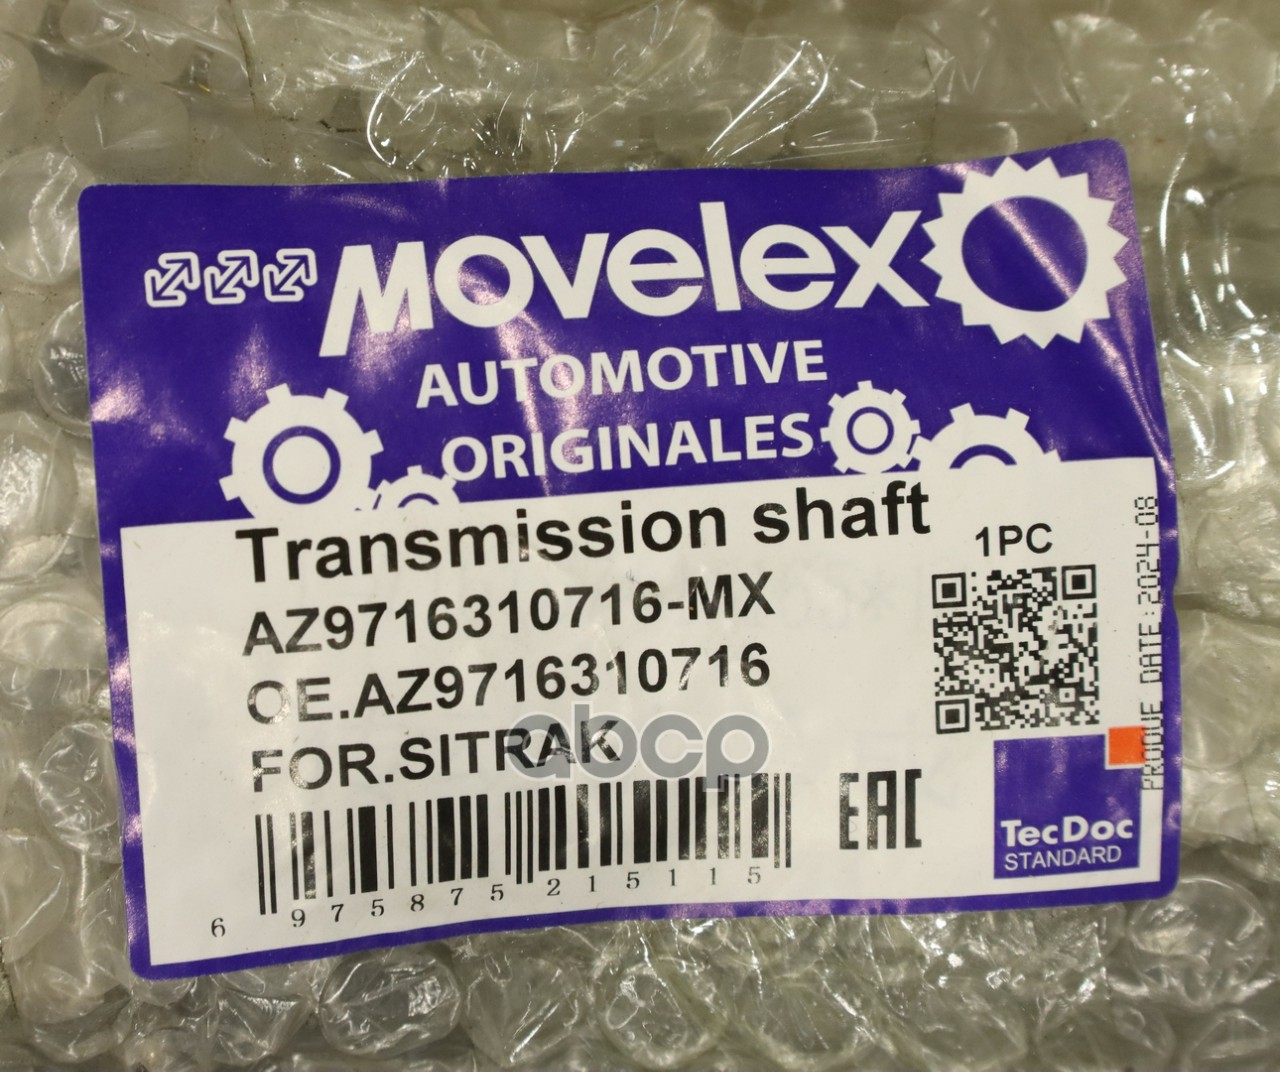 movelex
AUTOMOTIVE
ORIGINALES
Transmission shaft
1PC
AZ9716310716-MX
OE.AZ9716310716
FOR.SITRAK
abcp
EAC
TecDoc
STANDARD
6 975875 215115
PRODUE DATE:2024-08